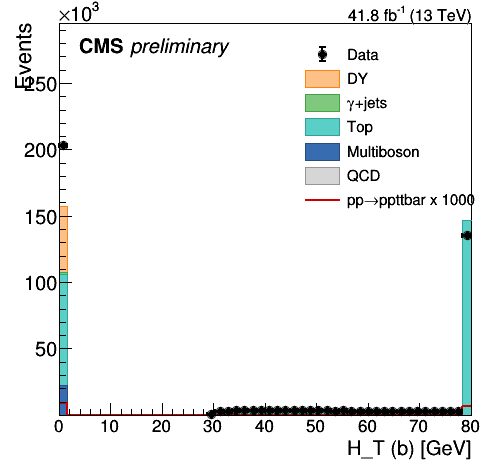 ×10³
41.8 fb⁻¹ (13 TeV)
CMS preliminary
Events
Data
DY
γ+jets
Top
Multiboson
QCD
pp→ppttbar x 1000
250
200
150
100
50
0 10 20 30 40 50 60 70 80
H_T (b) [GeV]